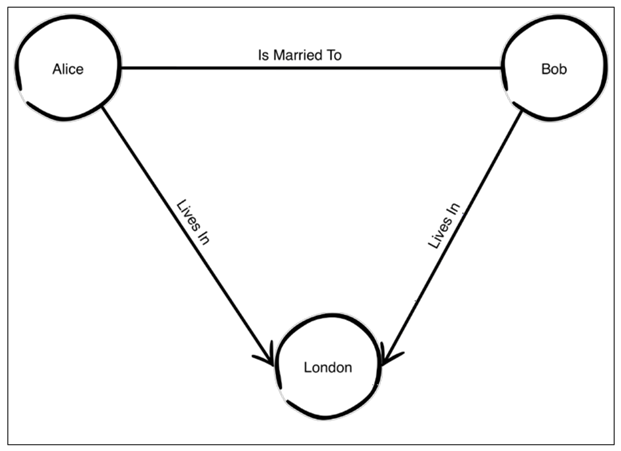 Is Married To
Alice
Bob
Lives In
Lives In
London